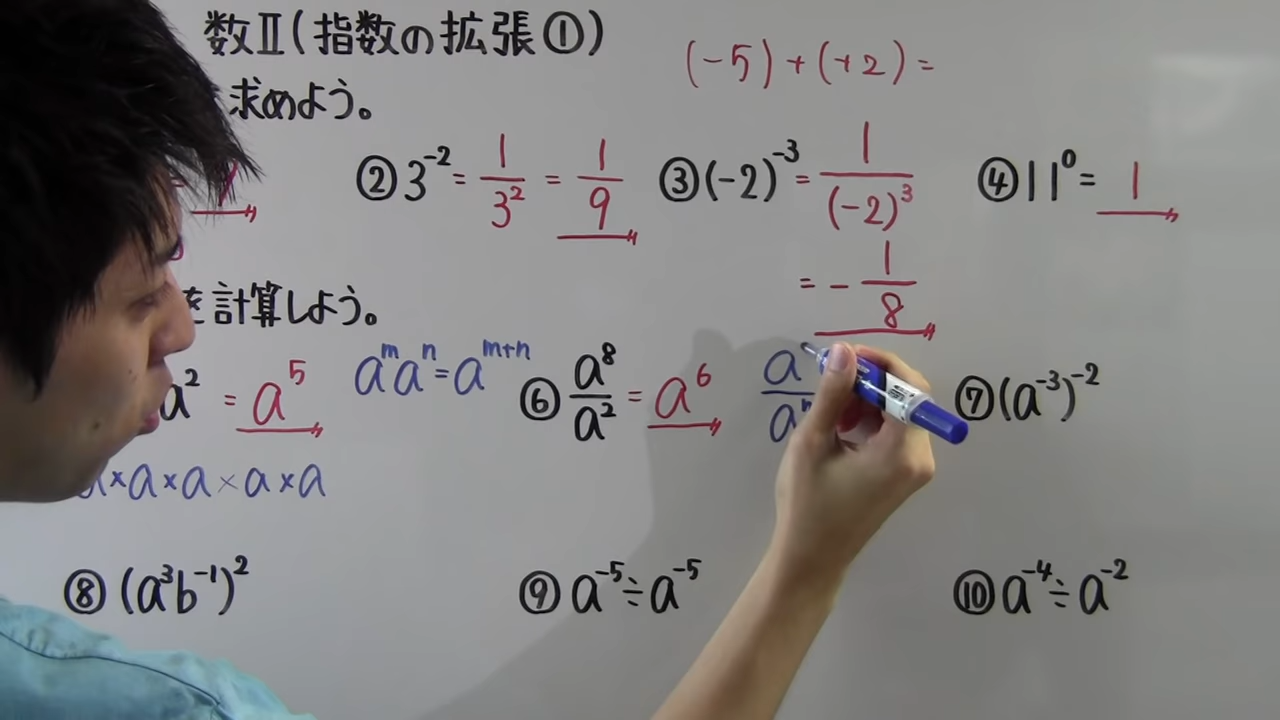 数Ⅱ(指数の拡張①)
(-5)+(+2)=
求めよう。
②3⁻²= 1/3² = 1/9
③(-2)⁻³= 1/(-2)³
= -1/8
④11⁰= 1
を計算しよう。
a² = a⁵
aᵐaⁿ=aᵐ⁺ⁿ
⑥ a⁸/a² = a⁶
⑦(a⁻³)⁻²
a×a×a×a×a
⑧(a³b⁻¹)²
⑨a⁻⁵÷a⁻⁵
⑩a⁻⁴÷a⁻²